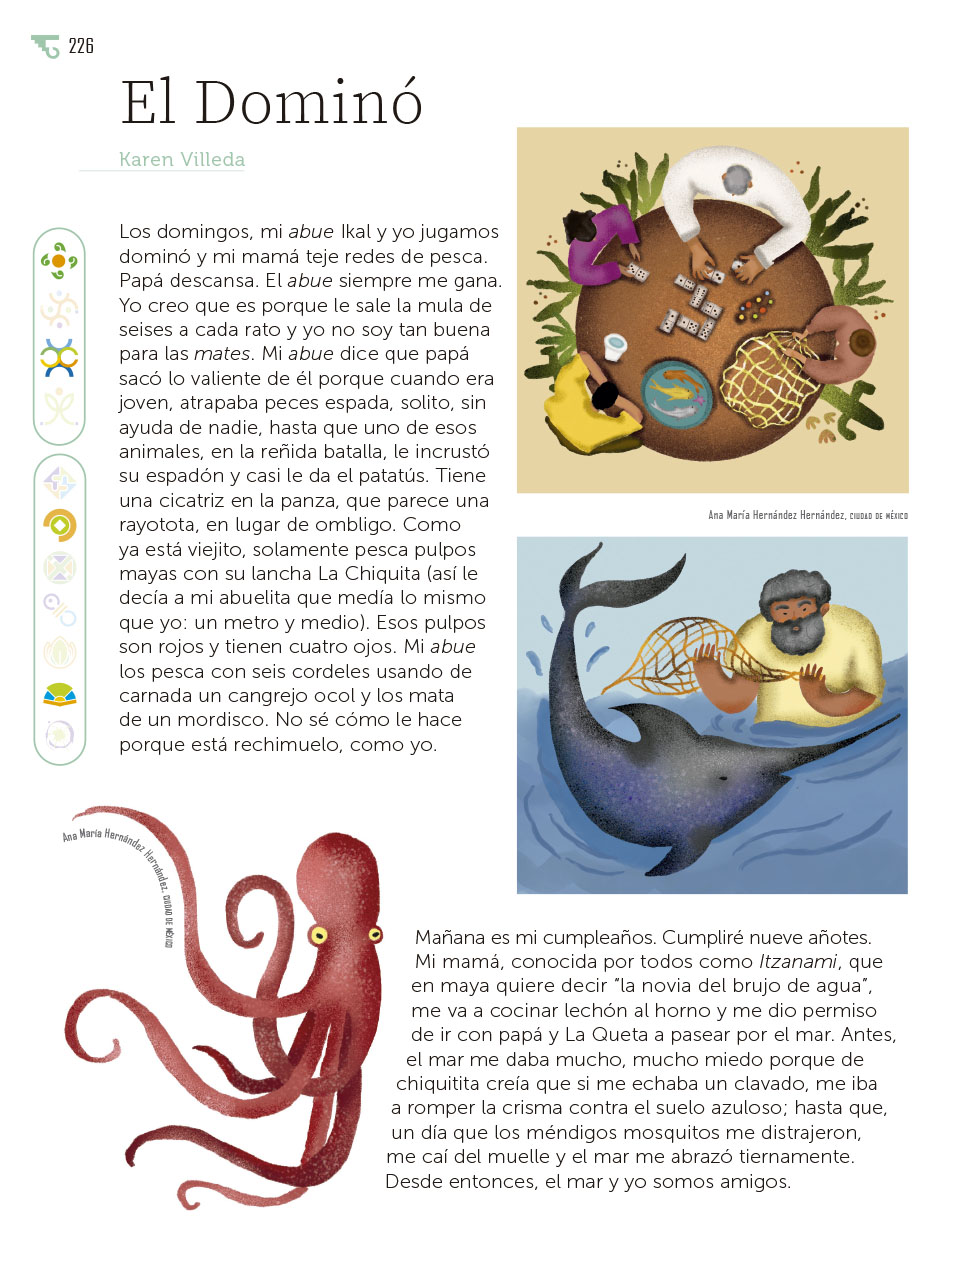 226
El Dominó
Karen Villeda
Los domingos, mi abue Ikal y yo jugamos
dominó y mi mamá teje redes de pesca.
Papá descansa. El abue siempre me gana.
Yo creo que es porque le sale la mula de
seises a cada rato y yo no soy tan buena
para las mates. Mi abue dice que papá
sacó lo valiente de él porque cuando era
joven, atrapaba peces espada, solito, sin
ayuda de nadie, hasta que uno de esos
animales, en la reñida batalla, le incrustó
su espadón y casi le da el patatús. Tiene
una cicatriz en la panza, que parece una
rayotota, en lugar de ombligo. Como
ya está viejito, solamente pesca pulpos
mayas con su lancha La Chiquita (así le
decía a mi abuelita que medía lo mismo
que yo: un metro y medio). Esos pulpos
son rojos y tienen cuatro ojos. Mi abue
los pesca con seis cordeles usando de
carnada un cangrejo ocol y los mata
de un mordisco. No sé cómo le hace
porque está rechimuelo, como yo.
Ana María Hernández Hernández, CIUDAD DE MÉXICO
Ana María Hernández Hernández, CIUDAD DE MÉXICO
Mañana es mi cumpleaños. Cumpliré nueve añotes.
Mi mamá, conocida por todos como Itzanami, que
en maya quiere decir “la novia del brujo de agua”,
me va a cocinar lechón al horno y me dio permiso
de ir con papá y La Queta a pasear por el mar. Antes,
el mar me daba mucho, mucho miedo porque de
chiquitita creía que si me echaba un clavado, me iba
a romper la crisma contra el suelo azuloso; hasta que,
un día que los méndigos mosquitos me distrajeron,
me caí del muelle y el mar me abrazó tiernamente.
Desde entonces, el mar y yo somos amigos.